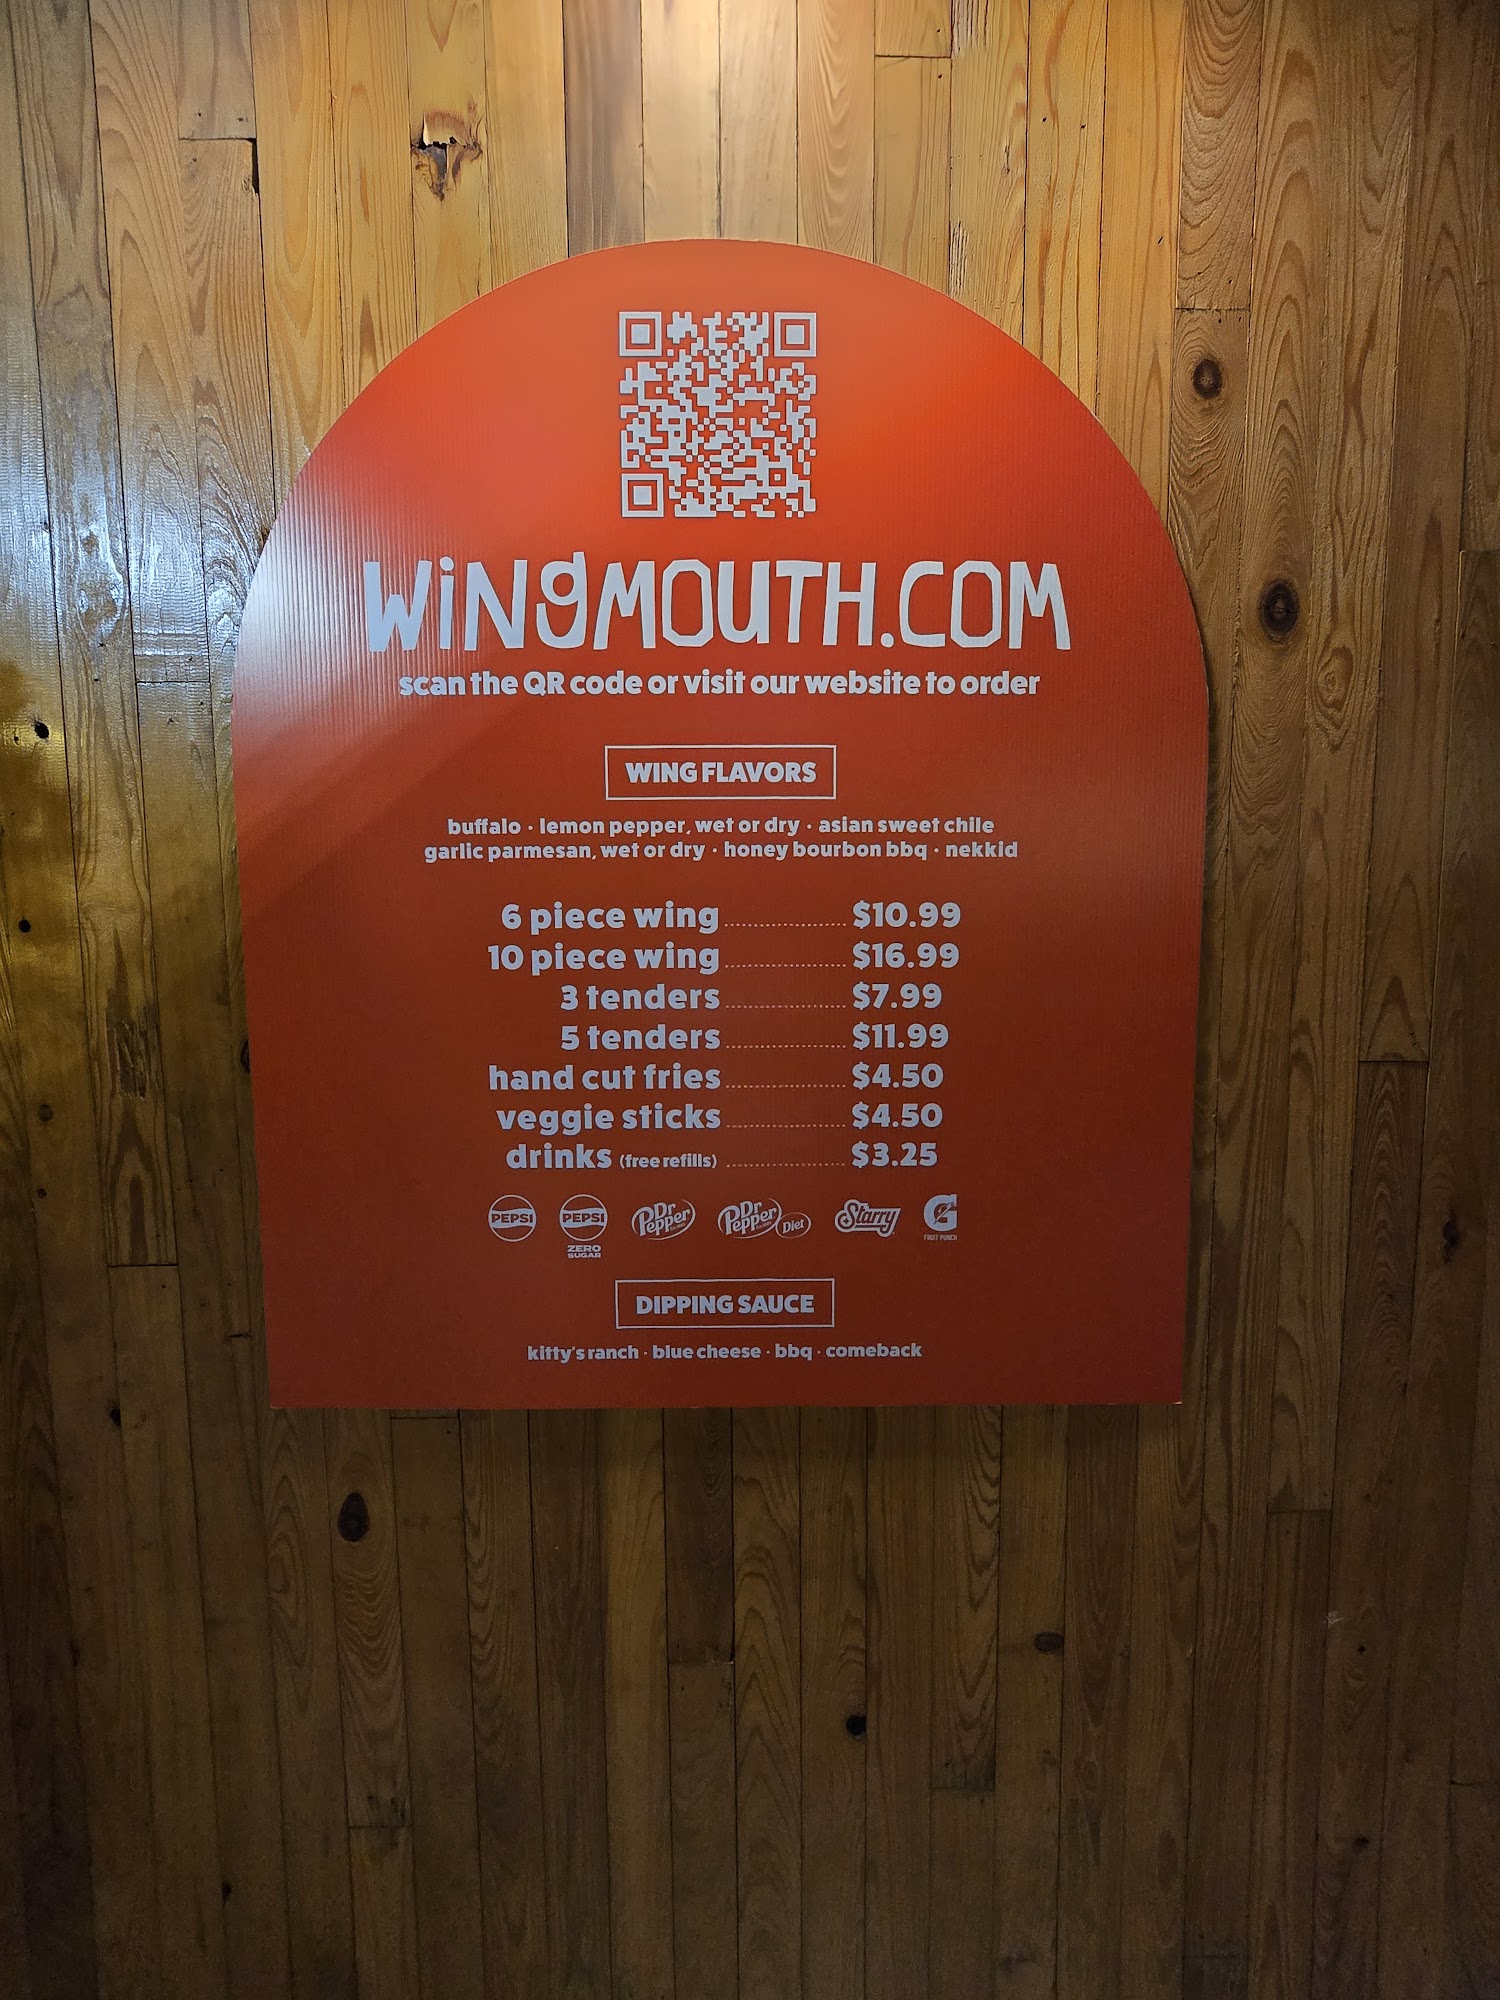 WiNgMOUTH.COM
scan the QR code or visit our website to order
WING FLAVORS
buffalo · lemon pepper, wet or dry · asian sweet chile
garlic parmesan, wet or dry · honey bourbon bbq · nekkid
6 piece wing.............$10.99
10 piece wing.............$16.99
3 tenders.............$7.99
5 tenders.............$11.99
hand cut fries.............$4.50
veggie sticks.............$4.50
drinks (free refills).............$3.25
PEPSI PEPSI ZERO SUGAR Dr Pepper Dr Pepper Diet Starry G FRUIT PUNCH
DIPPING SAUCE
kitty's ranch · blue cheese · bbq · comeback